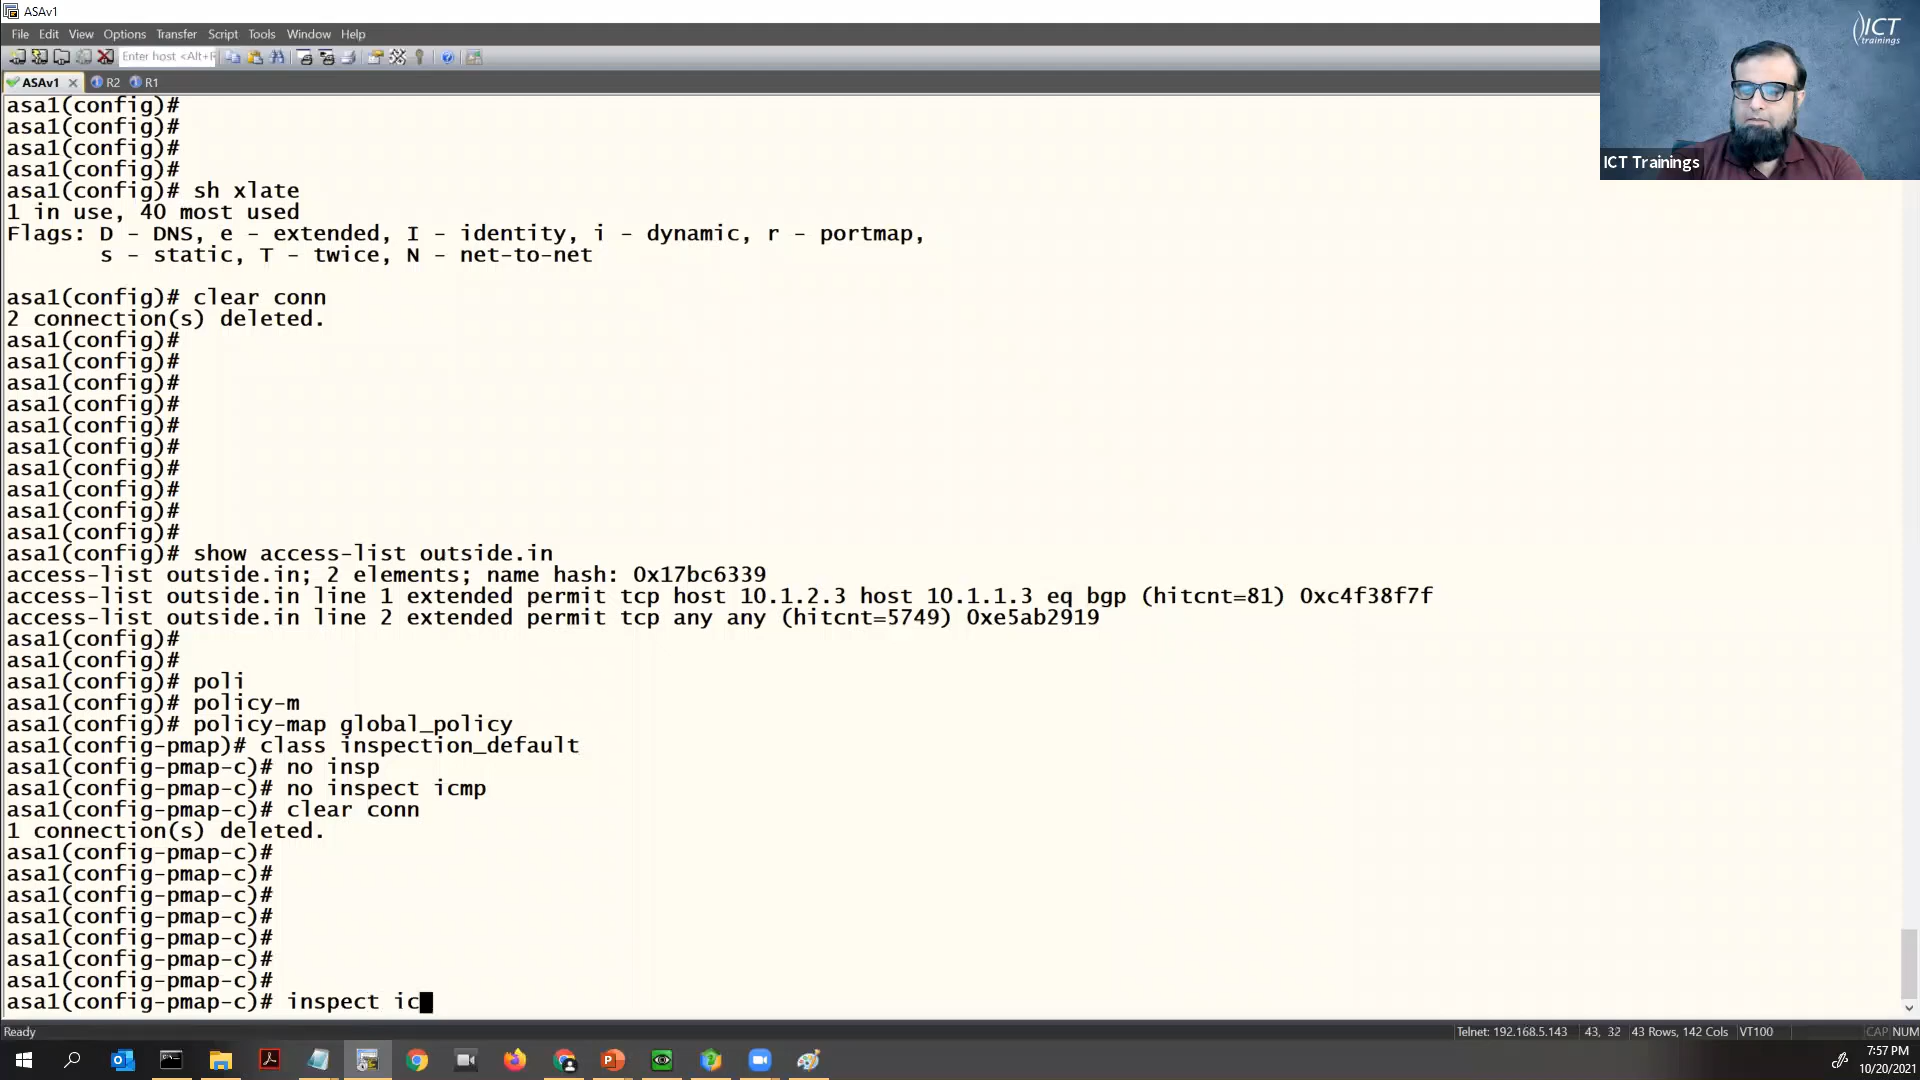 ASAv1
File Edit View Options Transfer Script Tools Window Help
Enter host <Alt+R
ASAv1 R2 R1
asa1(config)#
asa1(config)#
asa1(config)#
asa1(config)#
asa1(config)# sh xlate
1 in use, 40 most used
Flags: D - DNS, e - extended, I - identity, i - dynamic, r - portmap,
s - static, T - twice, N - net-to-net
asa1(config)# clear conn
2 connection(s) deleted.
asa1(config)#
asa1(config)#
asa1(config)#
asa1(config)#
asa1(config)#
asa1(config)#
asa1(config)#
asa1(config)#
asa1(config)#
asa1(config)#
asa1(config)# show access-list outside.in
access-list outside.in; 2 elements; name hash: 0x17bc6339
access-list outside.in line 1 extended permit tcp host 10.1.2.3 host 10.1.1.3 eq bgp (hitcnt=81) 0xc4f38f7f
access-list outside.in line 2 extended permit tcp any any (hitcnt=5749) 0xe5ab2919
asa1(config)#
asa1(config)#
asa1(config)# poli
asa1(config)# policy-m
asa1(config)# policy-map global_policy
asa1(config-pmap)# class inspection_default
asa1(config-pmap-c)# no insp
asa1(config-pmap-c)# no inspect icmp
asa1(config-pmap-c)# clear conn
1 connection(s) deleted.
asa1(config-pmap-c)#
asa1(config-pmap-c)#
asa1(config-pmap-c)#
asa1(config-pmap-c)#
asa1(config-pmap-c)#
asa1(config-pmap-c)#
asa1(config-pmap-c)#
asa1(config-pmap-c)# inspect ic
ICT
trainings
ICT Trainings
Ready
Telnet: 192.168.5.143 43, 32 43 Rows, 142 Cols VT100 CAP NUM
7:57 PM
10/20/2021